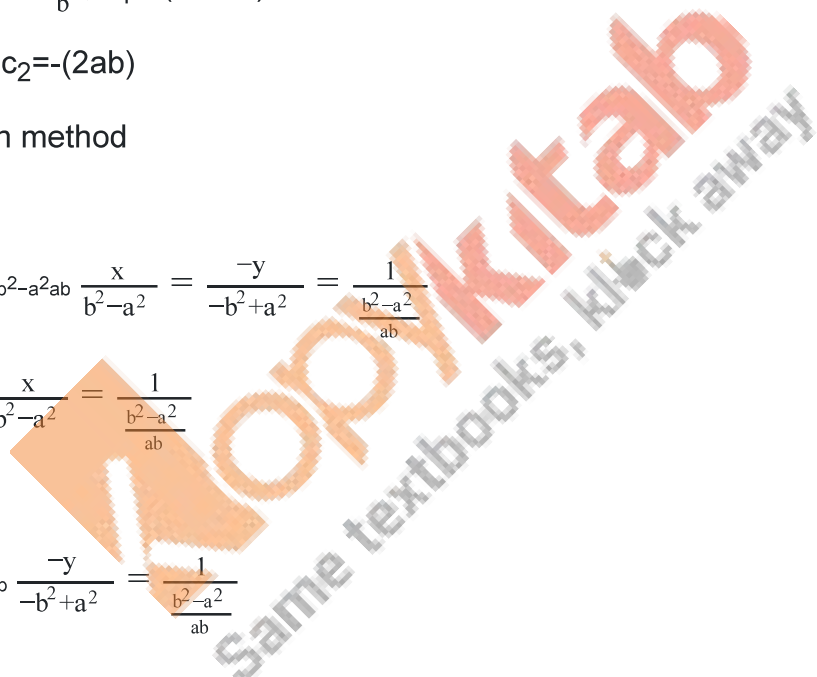 b
c₂=-(2ab)
n method
b²−a²ab x/(b²−a²) = −y/(−b²+a²) = 1/((b²−a²)/ab)
x/(b²−a²) = 1/((b²−a²)/ab)
−y/(−b²+a²) = 1/((b²−a²)/ab)
Kopykitab
Same textbooks, klick away